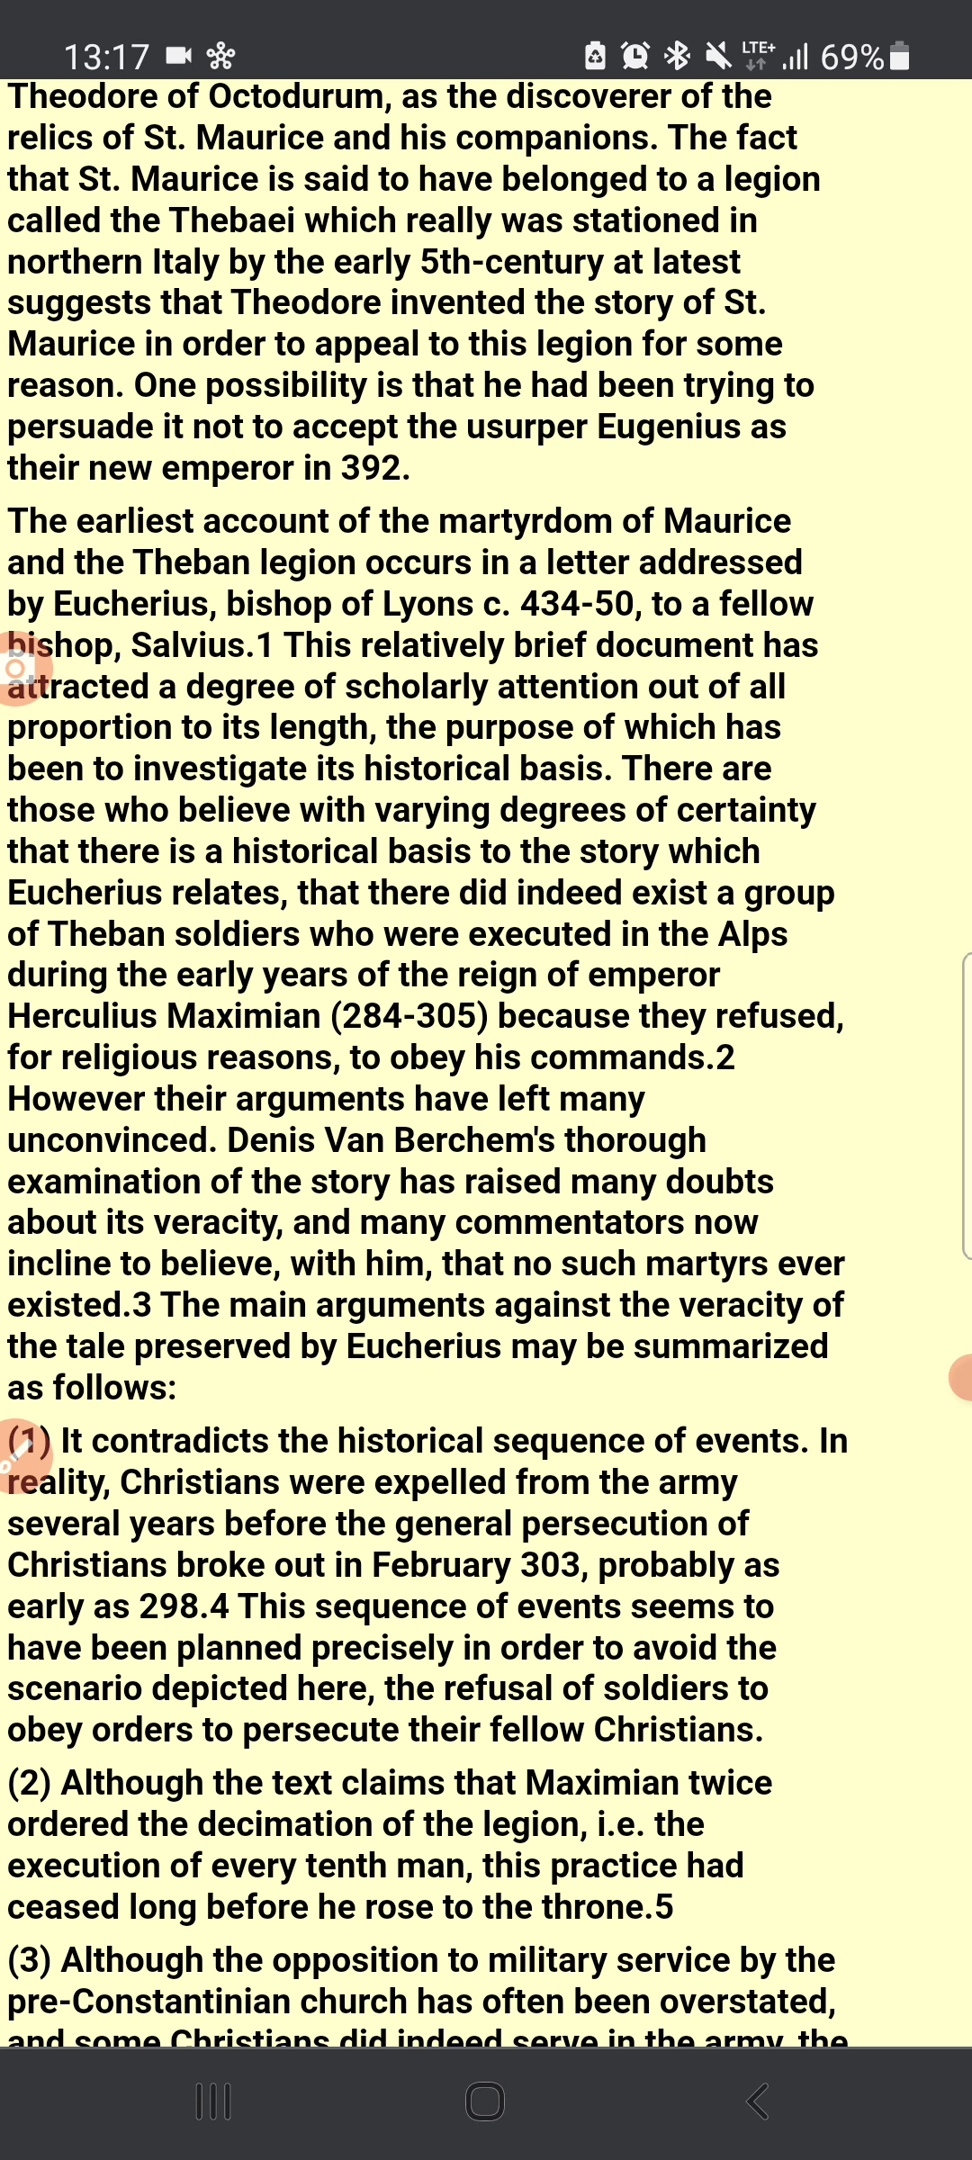 13:17
LTE+
69%
Theodore of Octodurum, as the discoverer of the
relics of St. Maurice and his companions. The fact
that St. Maurice is said to have belonged to a legion
called the Thebaei which really was stationed in
northern Italy by the early 5th-century at latest
suggests that Theodore invented the story of St.
Maurice in order to appeal to this legion for some
reason. One possibility is that he had been trying to
persuade it not to accept the usurper Eugenius as
their new emperor in 392.
The earliest account of the martyrdom of Maurice
and the Theban legion occurs in a letter addressed
by Eucherius, bishop of Lyons c. 434-50, to a fellow
bishop, Salvius.1 This relatively brief document has
attracted a degree of scholarly attention out of all
proportion to its length, the purpose of which has
been to investigate its historical basis. There are
those who believe with varying degrees of certainty
that there is a historical basis to the story which
Eucherius relates, that there did indeed exist a group
of Theban soldiers who were executed in the Alps
during the early years of the reign of emperor
Herculius Maximian (284-305) because they refused,
for religious reasons, to obey his commands.2
However their arguments have left many
unconvinced. Denis Van Berchem's thorough
examination of the story has raised many doubts
about its veracity, and many commentators now
incline to believe, with him, that no such martyrs ever
existed.3 The main arguments against the veracity of
the tale preserved by Eucherius may be summarized
as follows:
(1) It contradicts the historical sequence of events. In
reality, Christians were expelled from the army
several years before the general persecution of
Christians broke out in February 303, probably as
early as 298.4 This sequence of events seems to
have been planned precisely in order to avoid the
scenario depicted here, the refusal of soldiers to
obey orders to persecute their fellow Christians.
(2) Although the text claims that Maximian twice
ordered the decimation of the legion, i.e. the
execution of every tenth man, this practice had
ceased long before he rose to the throne.5
(3) Although the opposition to military service by the
pre-Constantinian church has often been overstated,
and some Christians did indeed serve in the army, the